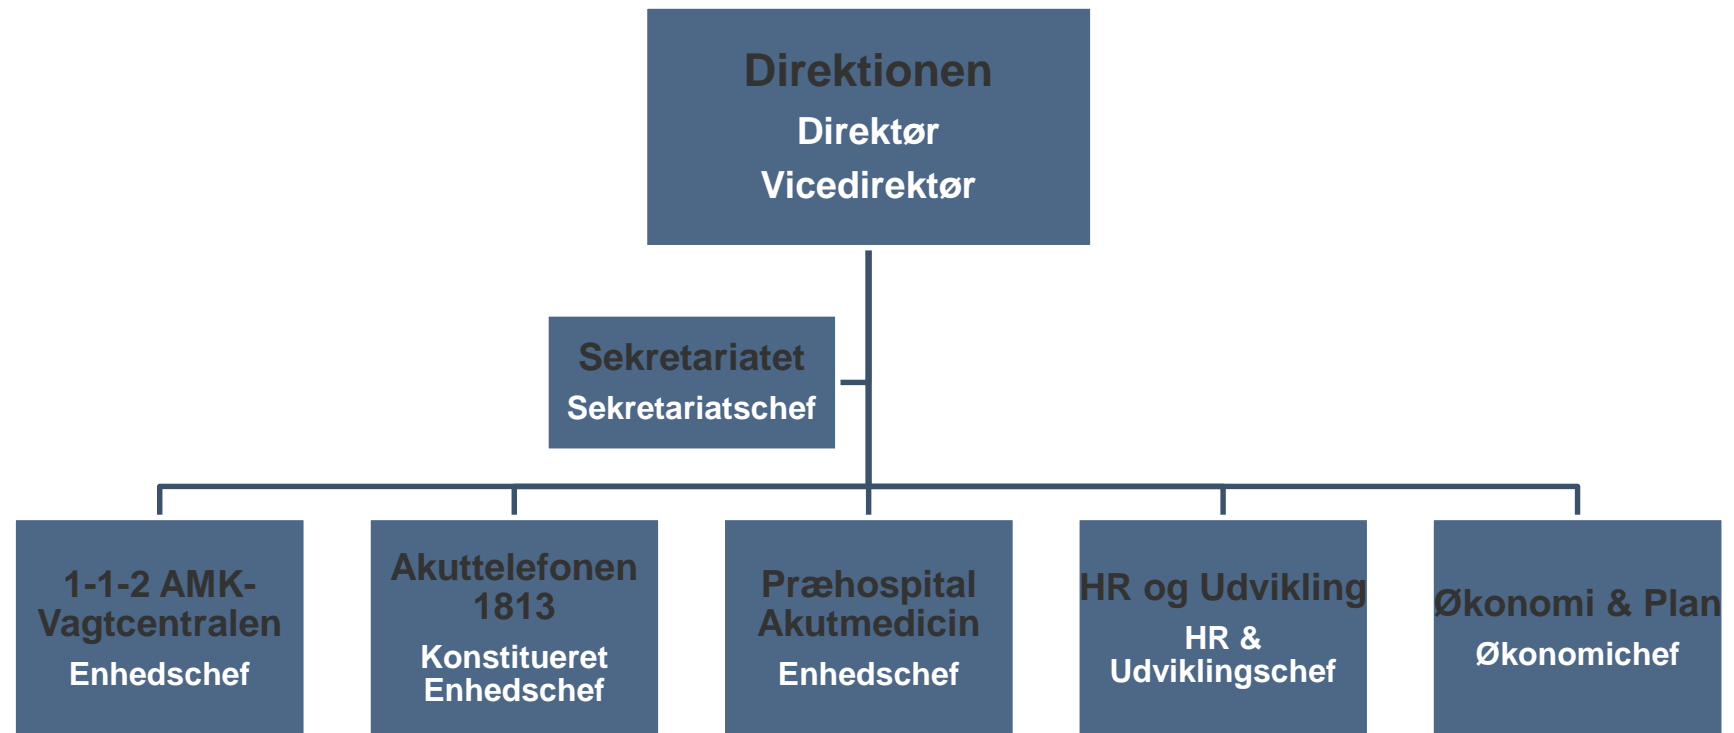 Direktionen
Direktør
Vicedirektør
Sekretariatet
Sekretariatschef
1-1-2 AMK-
Vagtcentralen
Enhedschef
Akuttelefonen
1813
Konstitueret
Enhedschef
Præhospital
Akutmedicin
Enhedschef
HR og Udvikling
HR &
Udviklingschef
Økonomi & Plan
Økonomichef